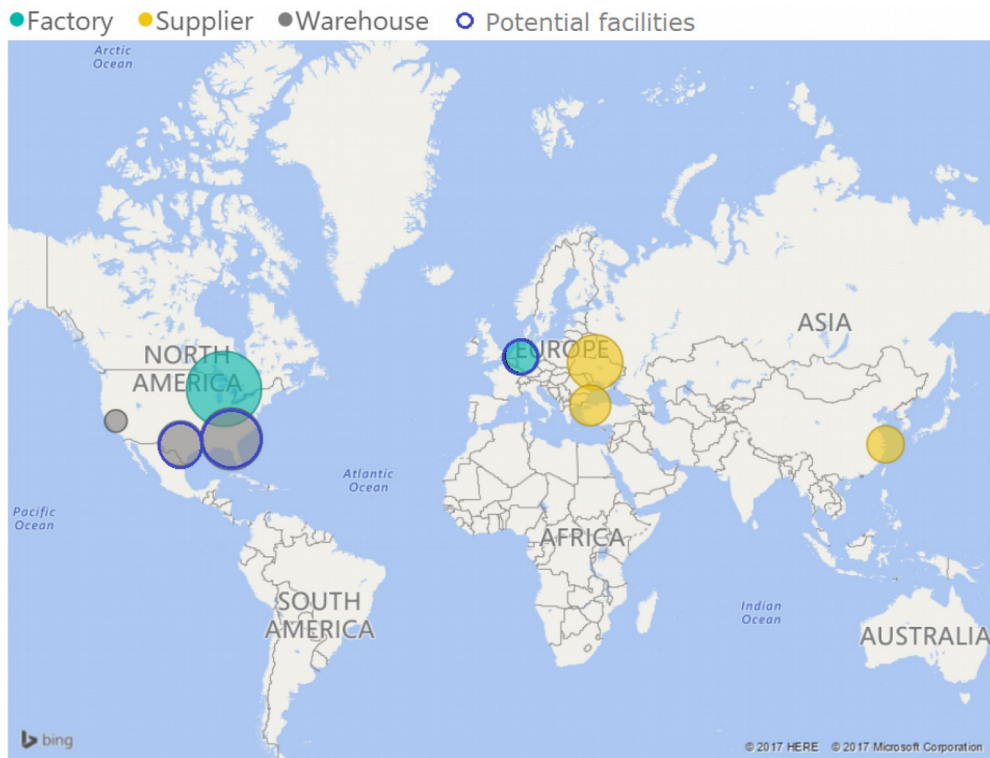 Factory Supplier Warehouse Potential facilities
Arctic
Ocean
ASIA
NORTH
AMERICA
EUROPE
Atlantic
Ocean
Pacific
Ocean
AFRICA
SOUTH
AMERICA
Indian
Ocean
AUSTRALIA
bing
© 2017 HERE © 2017 Microsoft Corporation